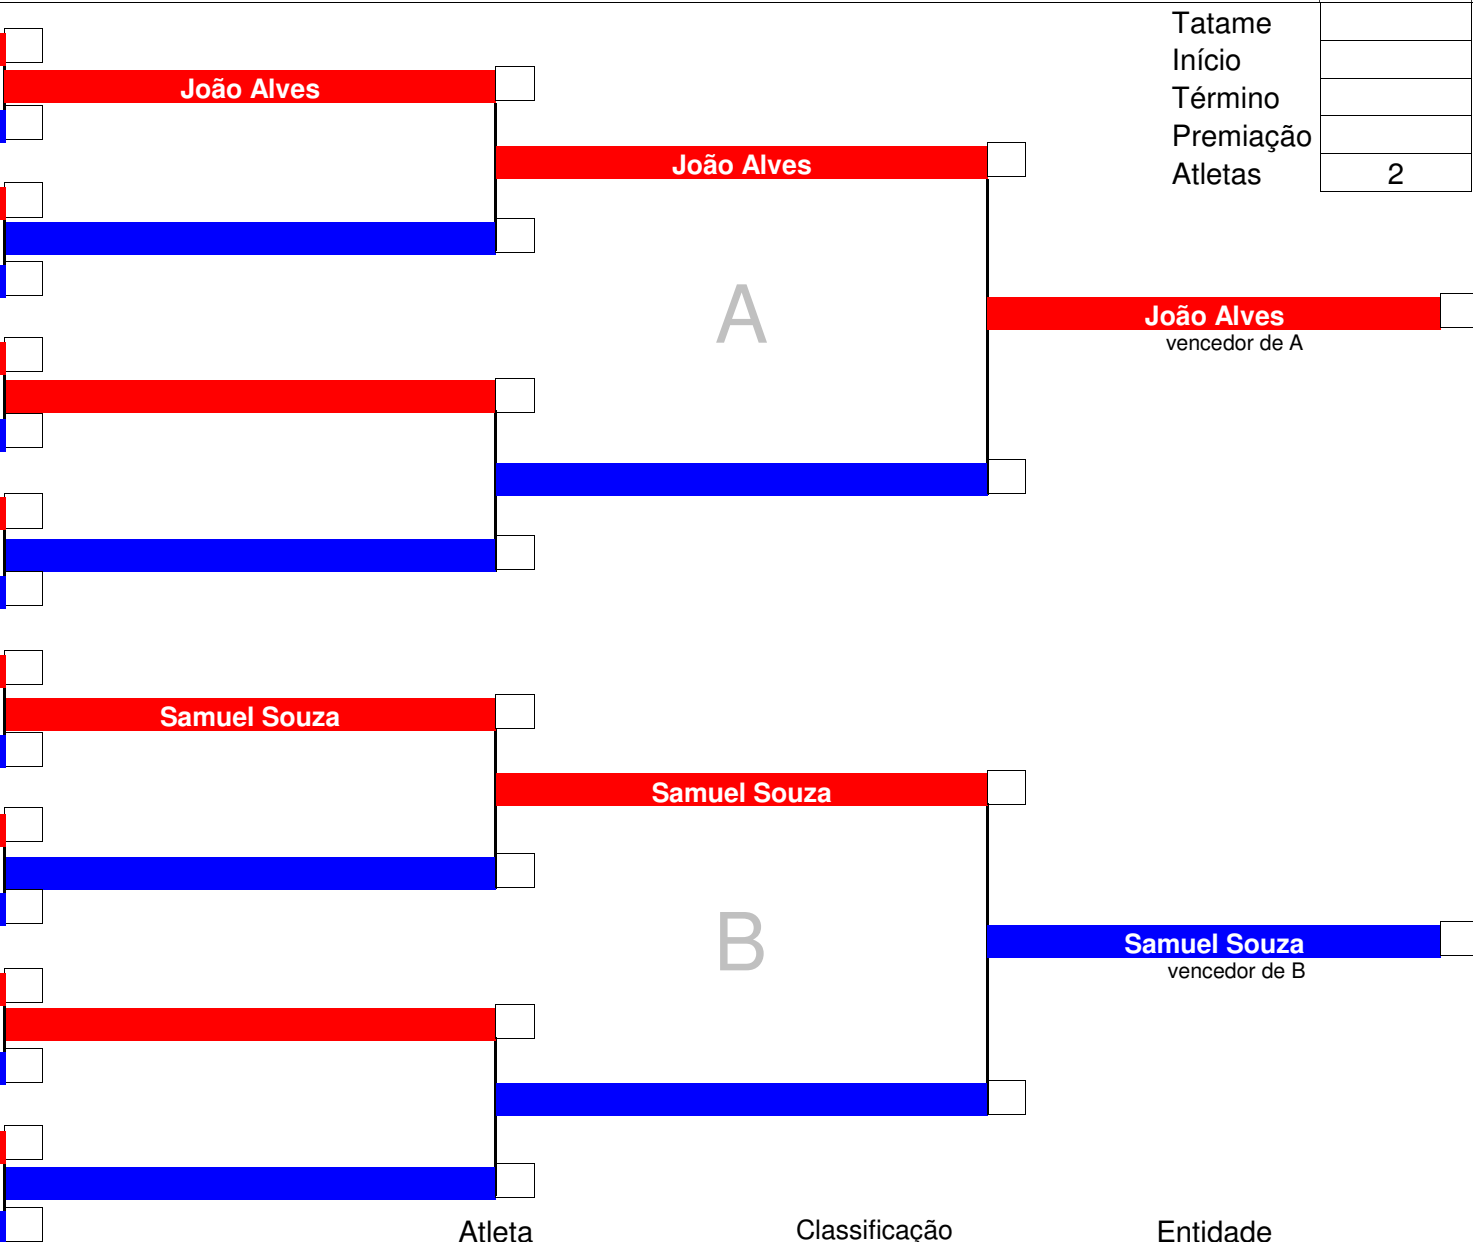 Tatame
Início
Término
Premiação
Atletas 2
João Alves
João Alves
A
João Alves
vencedor de A
Samuel Souza
Samuel Souza
B
Samuel Souza
vencedor de B
Atleta Classificação Entidade